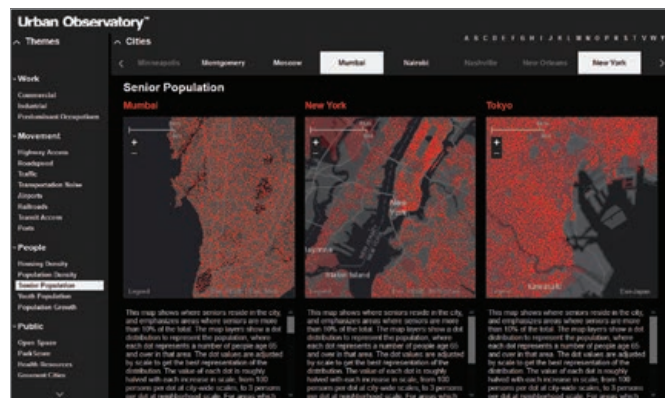 Urban Observatory
Themes
Cities
A B C D E F G H I J K L M N O P R S T V W
Minneapolis Montgomery Moscow Mumbai Nairobi Nashville New Orleans New York
Work
Commercial
Industrial
Predominant Occupations
Movement
Highway Access
Roadspeed
Traffic
Transportation Noise
Airports
Railroads
Transit Access
Ports
People
Housing Density
Population Density
Senior Population
Youth Population
Population Growth
Public
Open Space
ParkScore
Health Resources
Greenest Cities
Senior Population
Mumbai
New York
Tokyo
New
York
Staten Island
Legend
Legend
Legend
This map shows where seniors reside in the city,
and emphasizes areas where seniors are more
than 10% of the total. The map layers show a dot
distribution to represent the population, where
each dot represents a number of people age 65
and over in that area. The dot values are adjusted
by scale to get the best representation of the
distribution. The value of each dot is roughly
halved with each increase in scale, from 100
persons per dot at city-wide scales, to 3 persons
per dot at neighborhood scale. For areas which
This map shows where seniors reside in the city,
and emphasizes areas where seniors are more
than 10% of the total. The map layers show a dot
distribution to represent the population, where
each dot represents a number of people age 65
and over in that area. The dot values are adjusted
by scale to get the best representation of the
distribution. The value of each dot is roughly
halved with each increase in scale, from 100
persons per dot at city-wide scales, to 3 persons
per dot at neighborhood scale. For areas which
This map shows where seniors reside in the city,
and emphasizes areas where seniors are more
than 10% of the total. The map layers show a dot
distribution to represent the population, where
each dot represents a number of people age 65
and over in that area. The dot values are adjusted
by scale to get the best representation of the
distribution. The value of each dot is roughly
halved with each increase in scale, from 100
persons per dot at city-wide scales, to 3 persons
per dot at neighborhood scale. For areas which